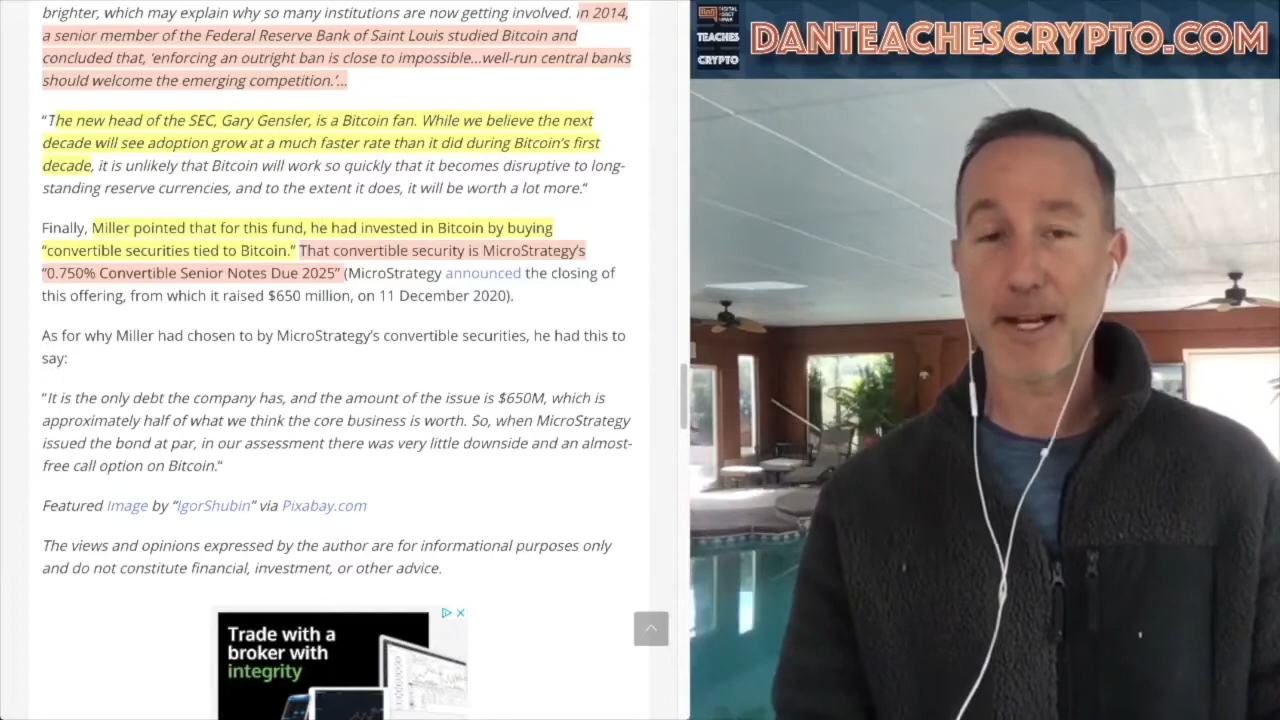 brighter, which may explain why so many institutions are now getting involved. In 2014,
a senior member of the Federal Reserve Bank of Saint Louis studied Bitcoin and
concluded that, 'enforcing an outright ban is close to impossible...well-run central banks
should welcome the emerging competition.'...
"The new head of the SEC, Gary Gensler, is a Bitcoin fan. While we believe the next
decade will see adoption grow at a much faster rate than it did during Bitcoin's first
decade, it is unlikely that Bitcoin will work so quickly that it becomes disruptive to long-
standing reserve currencies, and to the extent it does, it will be worth a lot more."
Finally, Miller pointed that for this fund, he had invested in Bitcoin by buying
"convertible securities tied to Bitcoin." That convertible security is MicroStrategy's
"0.750% Convertible Senior Notes Due 2025" (MicroStrategy announced the closing of
this offering, from which it raised $650 million, on 11 December 2020).
As for why Miller had chosen to by MicroStrategy's convertible securities, he had this to
say:
"It is the only debt the company has, and the amount of the issue is $650M, which is
approximately half of what we think the core business is worth. So, when MicroStrategy
issued the bond at par, in our assessment there was very little downside and an almost-
free call option on Bitcoin."
Featured Image by "IgorShubin" via Pixabay.com
The views and opinions expressed by the author are for informational purposes only
and do not constitute financial, investment, or other advice.
Trade with a
broker with
integrity
TEACHES
CRYPTO
DANTEACHESCRYPTO.COM